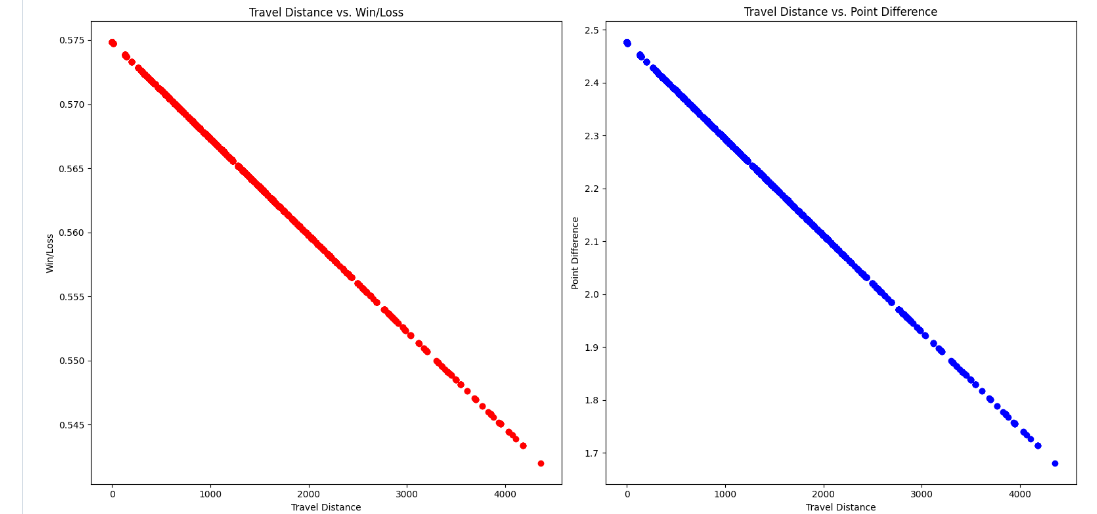 Travel Distance vs. Win/Loss
0.575
0.570
0.565
0.560
0.555
0.550
0.545
Win/Loss
0 1000 2000 3000 4000
Travel Distance
Travel Distance vs. Point Difference
2.5
2.4
2.3
2.2
2.1
2.0
1.9
1.8
1.7
Point Difference
0 1000 2000 3000 4000
Travel Distance